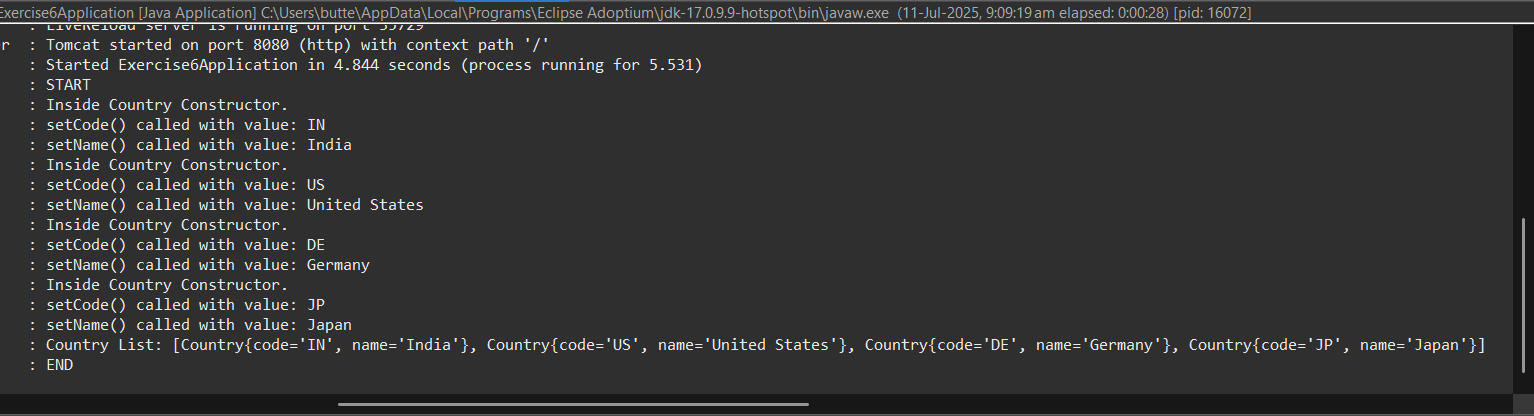 Exercise6Application [Java Application] C:\Users\butte\AppData\Local\Programs\Eclipse Adoptium\jdk-17.0.9.9-hotspot\bin\javaw.exe (11-Jul-2025, 9:09:19 am elapsed: 0:00:28) [pid: 16072]
: LiveReload server is running on port 35729
r : Tomcat started on port 8080 (http) with context path '/'
: Started Exercise6Application in 4.844 seconds (process running for 5.531)
: START
: Inside Country Constructor.
: setCode() called with value: IN
: setName() called with value: India
: Inside Country Constructor.
: setCode() called with value: US
: setName() called with value: United States
: Inside Country Constructor.
: setCode() called with value: DE
: setName() called with value: Germany
: Inside Country Constructor.
: setCode() called with value: JP
: setName() called with value: Japan
: Country List: [Country{code='IN', name='India'}, Country{code='US', name='United States'}, Country{code='DE', name='Germany'}, Country{code='JP', name='Japan'}]
: END